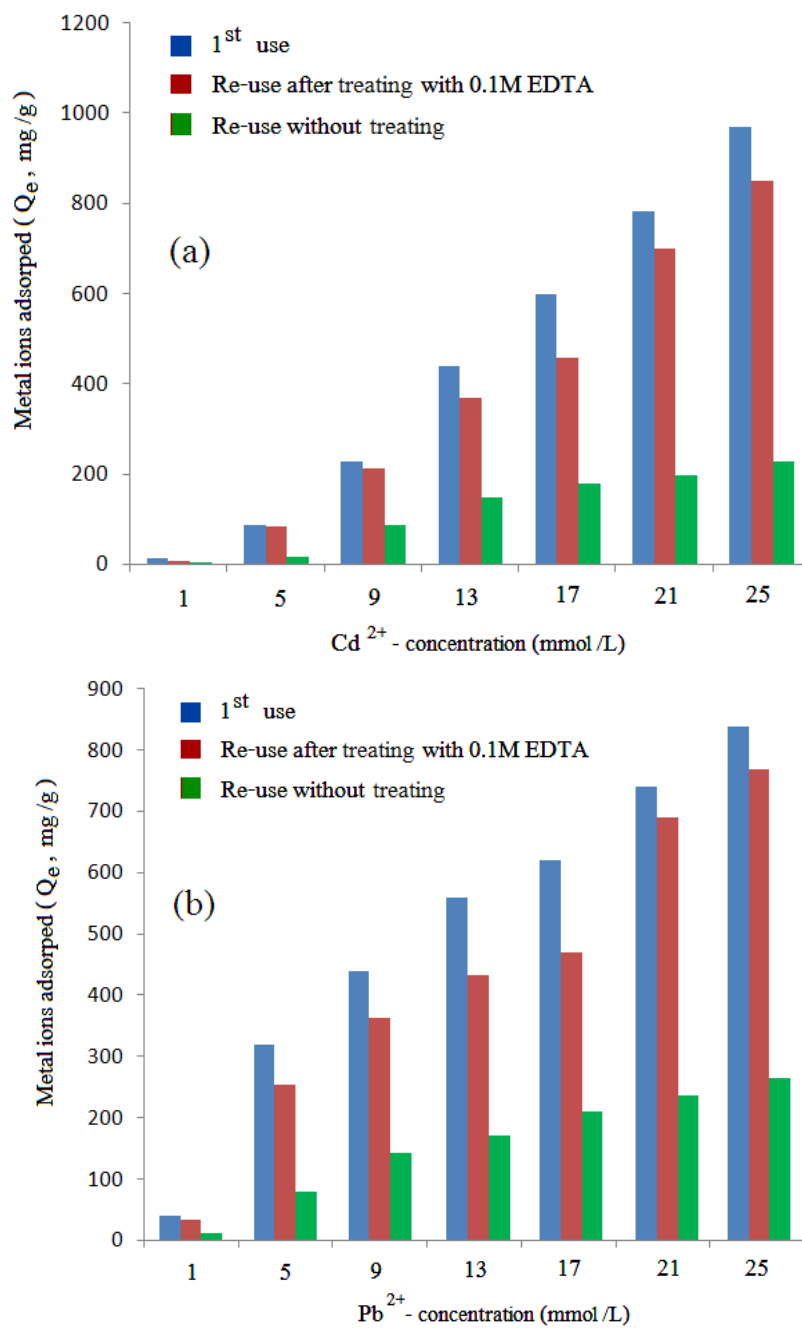 1200
1000
800
600
400
200
0
Metal ions adsorped ( Qe , mg /g)
1st use
Re-use after treating with 0.1M EDTA
Re-use without treating
(a)
1 5 9 13 17 21 25
Cd 2+ - concentration (mmol /L)
900
800
700
600
500
400
300
200
100
0
Metal ions adsorped ( Qe , mg /g )
1st use
Re-use after treating with 0.1M EDTA
Re-use without treating
(b)
1 5 9 13 17 21 25
Pb 2+ - concentration (mmol /L)